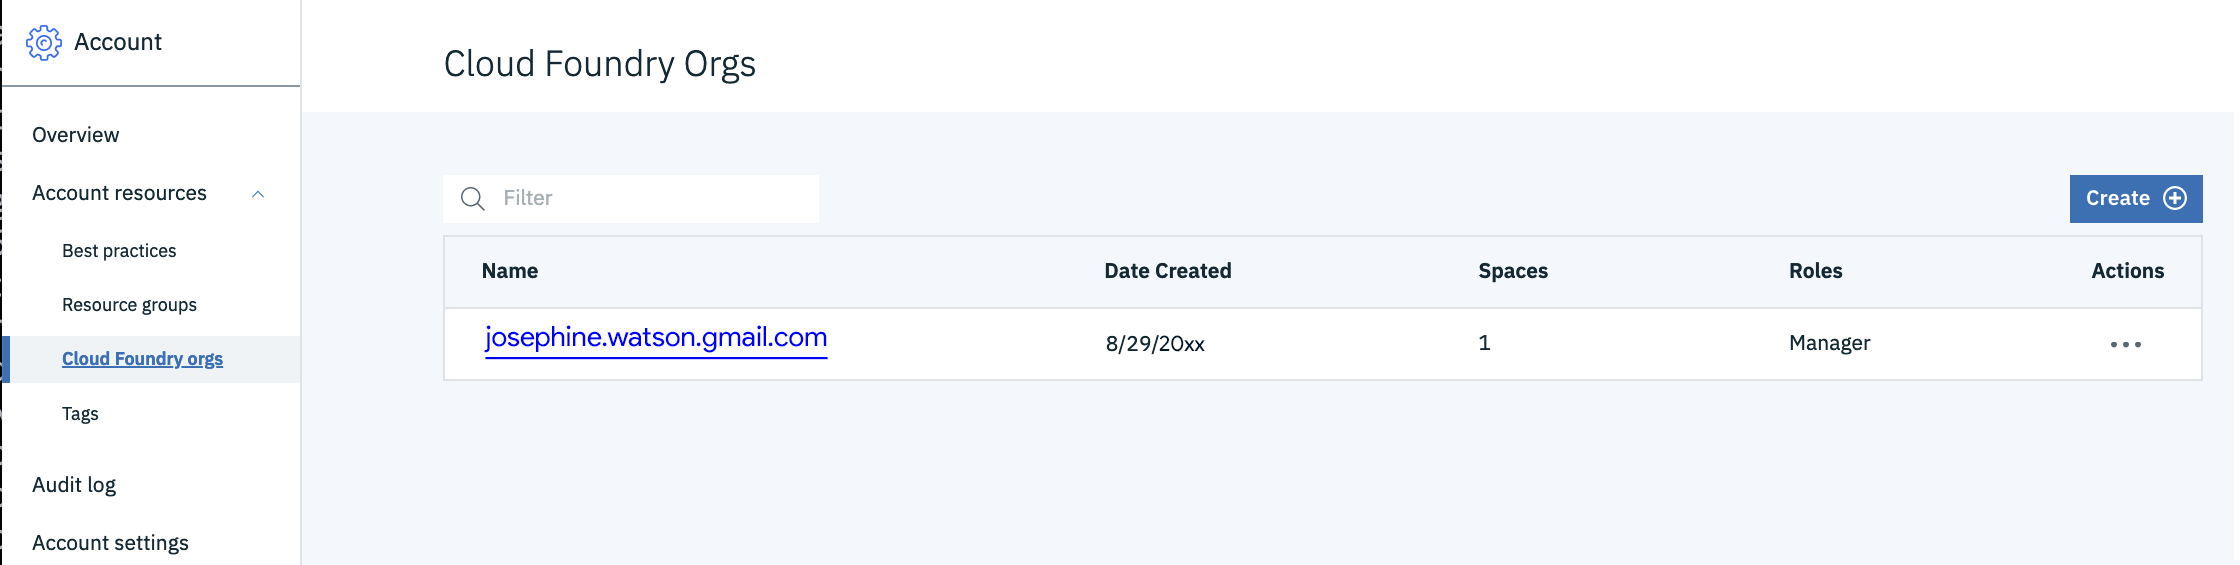 Account
Overview
Account resources
Best practices
Resource groups
Cloud Foundry orgs
Tags
Audit log
Account settings
Cloud Foundry Orgs
Filter
Create
Name Date Created Spaces Roles Actions
josephine.watson.gmail.com 8/29/20xx 1 Manager